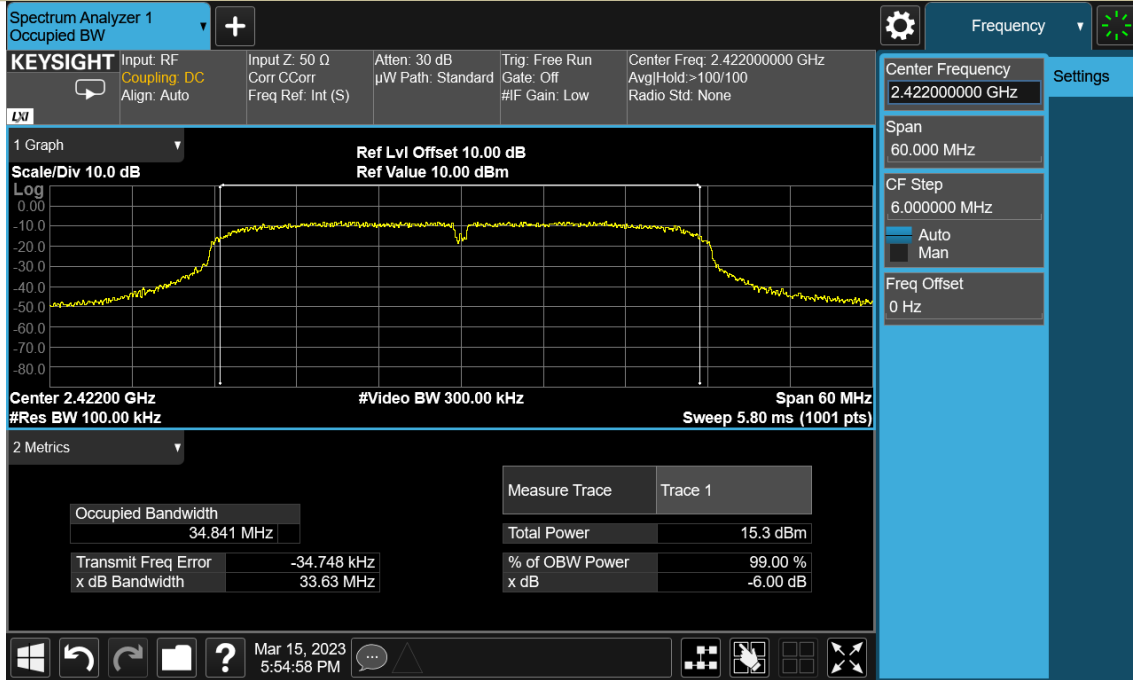 Spectrum Analyzer 1
Occupied BW
Frequency
KEYSIGHT
LXI
Input: RF
Coupling: DC
Align: Auto
Input Z: 50 Ω
Corr CCorr
Freq Ref: Int (S)
Atten: 30 dB
µW Path: Standard
Trig: Free Run
Gate: Off
#IF Gain: Low
Center Freq: 2.422000000 GHz
Avg|Hold:>100/100
Radio Std: None
Center Frequency
2.422000000 GHz
Settings
Span
60.000 MHz
CF Step
6.000000 MHz
Auto
Man
Freq Offset
0 Hz
1 Graph
Scale/Div 10.0 dB
Ref Lvl Offset 10.00 dB
Ref Value 10.00 dBm
Log
0.00
-10.0
-20.0
-30.0
-40.0
-50.0
-60.0
-70.0
-80.0
Center 2.42200 GHz
#Video BW 300.00 kHz
Span 60 MHz
#Res BW 100.00 kHz
Sweep 5.80 ms (1001 pts)
2 Metrics
Measure Trace Trace 1
Occupied Bandwidth
34.841 MHz
Total Power 15.3 dBm
Transmit Freq Error -34.748 kHz
% of OBW Power 99.00 %
x dB Bandwidth 33.63 MHz
x dB -6.00 dB
?
Mar 15, 2023
5:54:58 PM